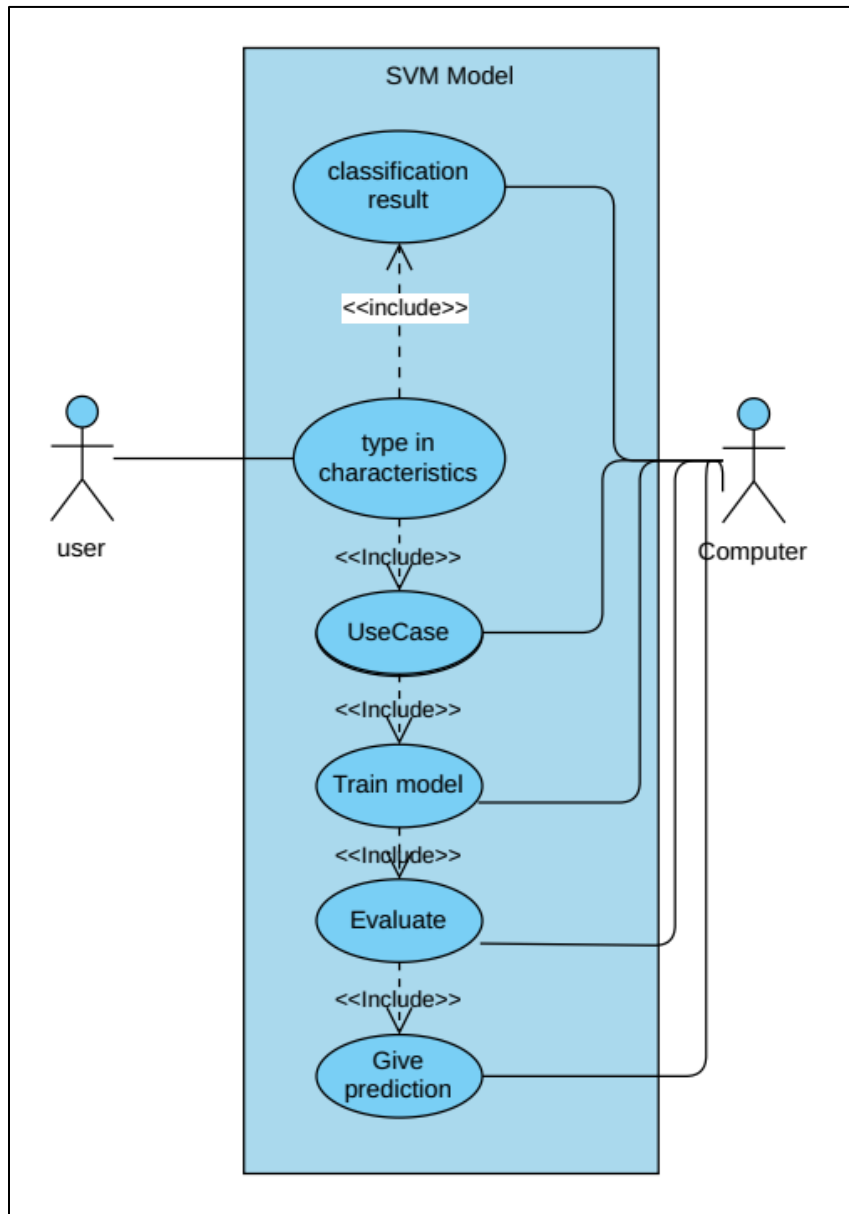 SVM Model
classification
result
<<include>>
type in
characteristics
user
Computer
<<Include>>
UseCase
<<Include>>
Train model
<<Include>>
Evaluate
<<Include>>
Give
prediction